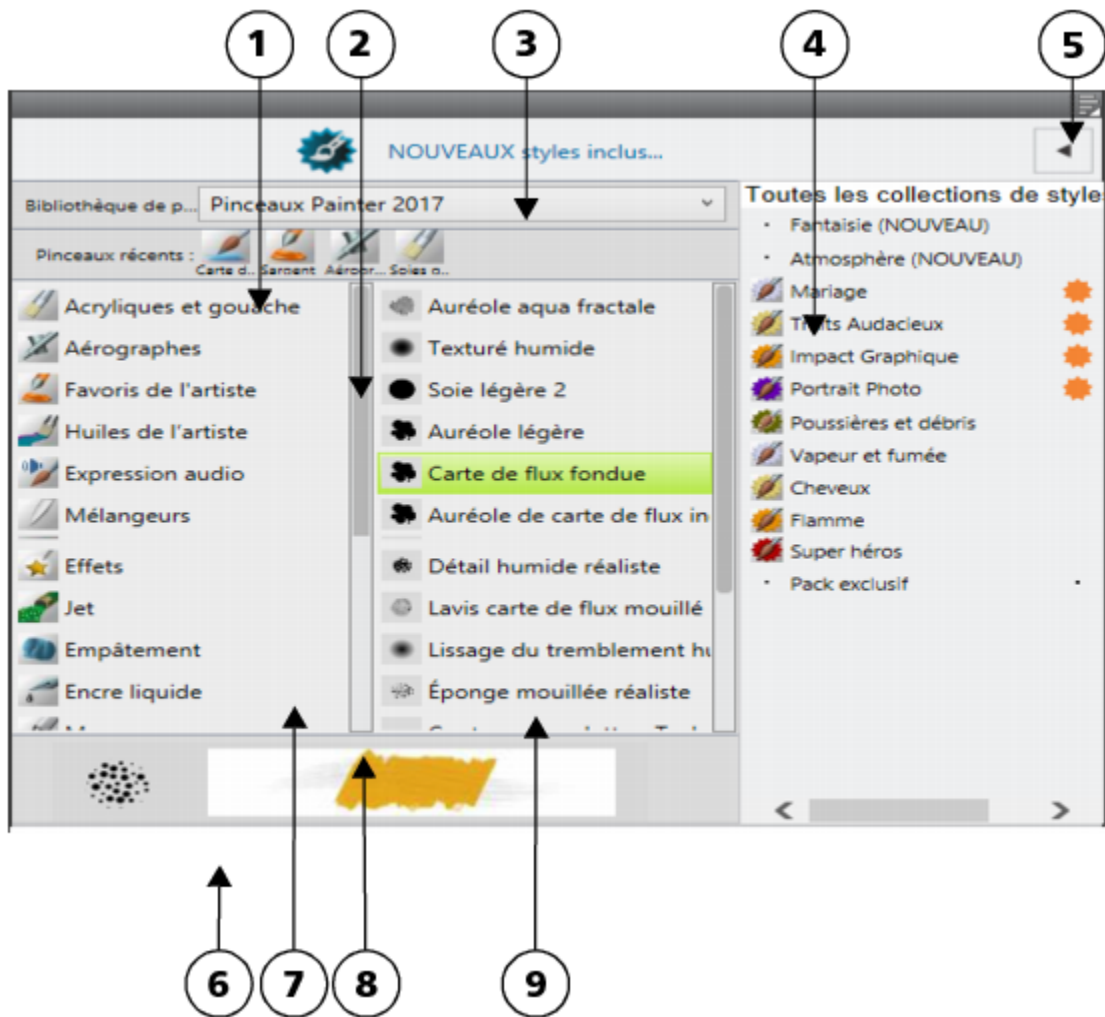 1 2 3 4 5
NOUVEAUX styles inclus...
Bibliothèque de p... Pinceaux Painter 2017
Pinceaux récents :
Carte d... Sargent Aérogr... Soies o...
Acryliques et gouache
Aérographes
Favoris de l'artiste
Huiles de l'artiste
Expression audio
Mélangeurs
Effets
Jet
Empâtement
Encre liquide
Auréole aqua fractale
Texturé humide
Soie légère 2
Auréole légère
Carte de flux fondue
Auréole de carte de flux in
Détail humide réaliste
Lavis carte de flux mouillé
Lissage du tremblement hu
Éponge mouillée réaliste
Toutes les collections de style
Fantaisie (NOUVEAU)
Atmosphère (NOUVEAU)
Mariage
Traits Audacieux
Impact Graphique
Portrait Photo
Poussières et débris
Vapeur et fumée
Cheveux
Flamme
Super héros
Pack exclusif
6 7 8 9